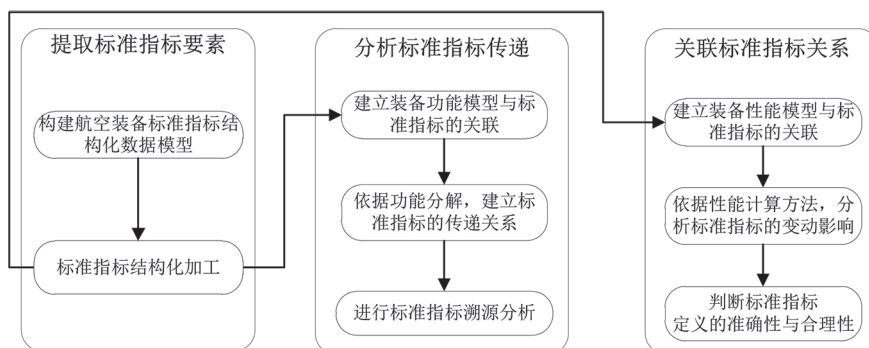 提取标准指标要素
构建航空装备标准指标结
构化数据模型
标准指标结构化加工
分析标准指标传递
建立装备功能模型与标
准指标的关联
依据功能分解，建立标
准指标的传递关系
进行标准指标溯源分析
关联标准指标关系
建立装备性能模型与标
准指标的关联
依据性能计算方法，分
析标准指标的变动影响
判断标准指标
定义的准确性与合理性